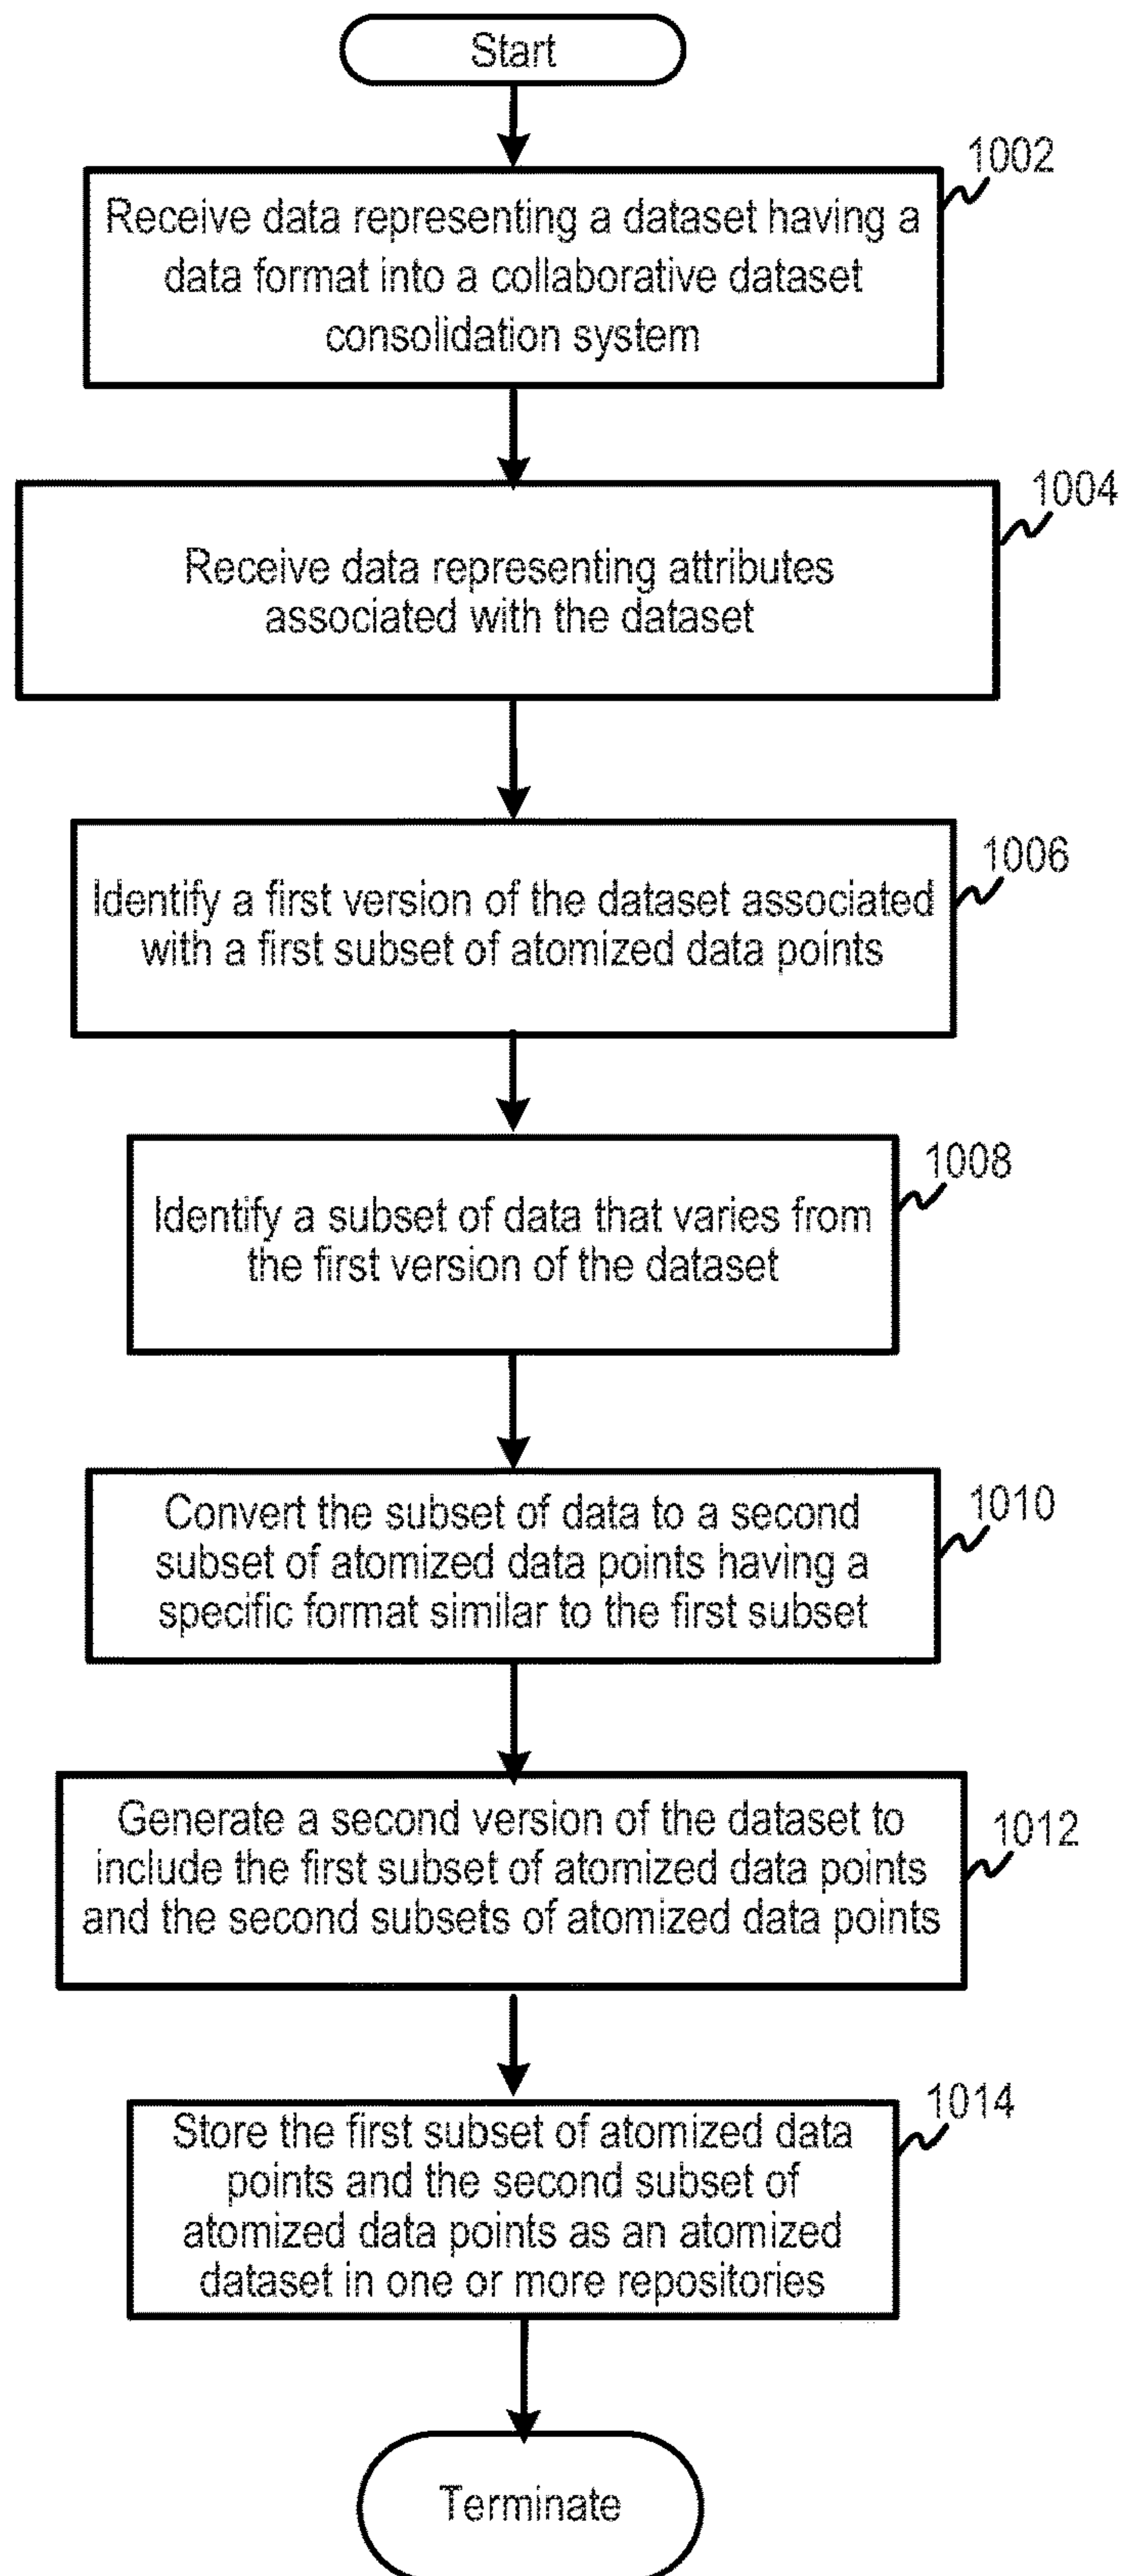 Start
1002
Receive data representing a dataset having a
data format into a collaborative dataset
consolidation system
1004
Receive data representing attributes
associated with the dataset
1006
Identify a first version of the dataset associated
with a first subset of atomized data points
1008
Identify a subset of data that varies from
the first version of the dataset
1010
Convert the subset of data to a second
subset of atomized data points having a
specific format similar to the first subset
1012
Generate a second version of the dataset to
include the first subset of atomized data points
and the second subsets of atomized data points
1014
Store the first subset of atomized data
points and the second subset of
atomized data points as an atomized
dataset in one or more repositories
Terminate